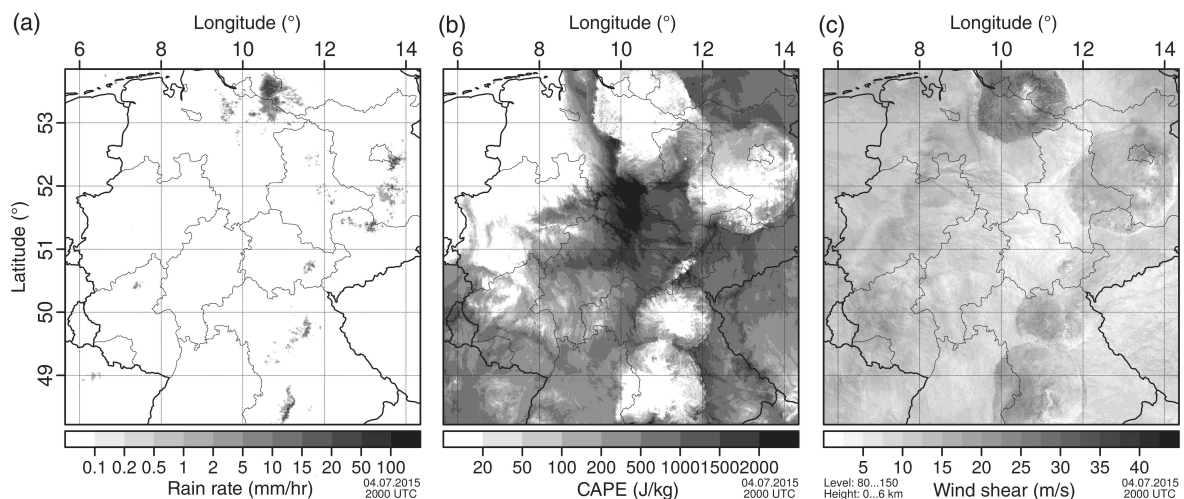 (a)
Longitude (°)
6 8 10 12 14
Latitude (°)
53
52
51
50
49
0.1 0.2 0.5 1 2 5 10 15 20 50 100
Rain rate (mm/hr)
04.07.2015
2000 UTC
(b)
Longitude (°)
6 8 10 12 14
20 50 100 200 500 1000 1500 2000
CAPE (J/kg)
04.07.2015
2000 UTC
(c)
Longitude (°)
6 8 10 12 14
5 10 15 20 25 30 35 40
Level: 80...150
Height: 0...6 km
Wind shear (m/s)
04.07.2015
2000 UTC